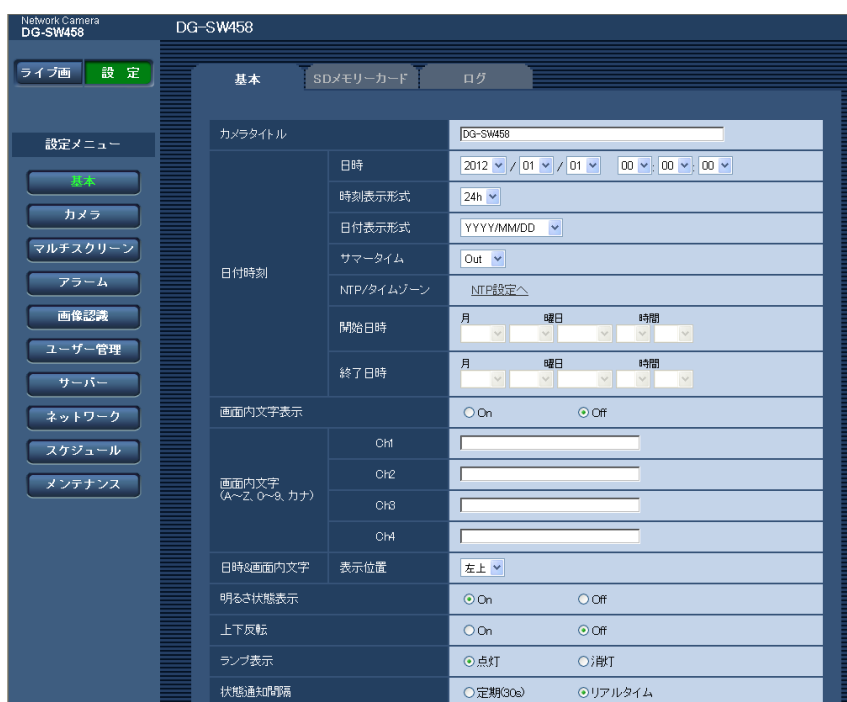 Network Camera
DG-SW458
DG-SW458
ライブ画 設 定
基本 SDメモリーカード ログ
設定メニュー
基本
カメラ
マルチスクリーン
アラーム
画像認識
ユーザー管理
サーバー
ネットワーク
スケジュール
メンテナンス
カメラタイトル DG-SW458
日付時刻
日時 2012 / 01 / 01 00 : 00 : 00
時刻表示形式 24h
日付表示形式 YYYY/MM/DD
サマータイム Out
NTP/タイムゾーン NTP設定へ
開始日時 月 曜日 時間
終了日時 月 曜日 時間
画面内文字表示 On Off
画面内文字
(A～Z、0～9、カナ)
Ch1
Ch2
Ch3
Ch4
日時&画面内文字 表示位置 左上
明るさ状態表示 On Off
上下反転 On Off
ランプ表示 点灯 消灯
状態通知間隔 定期(30s) リアルタイム